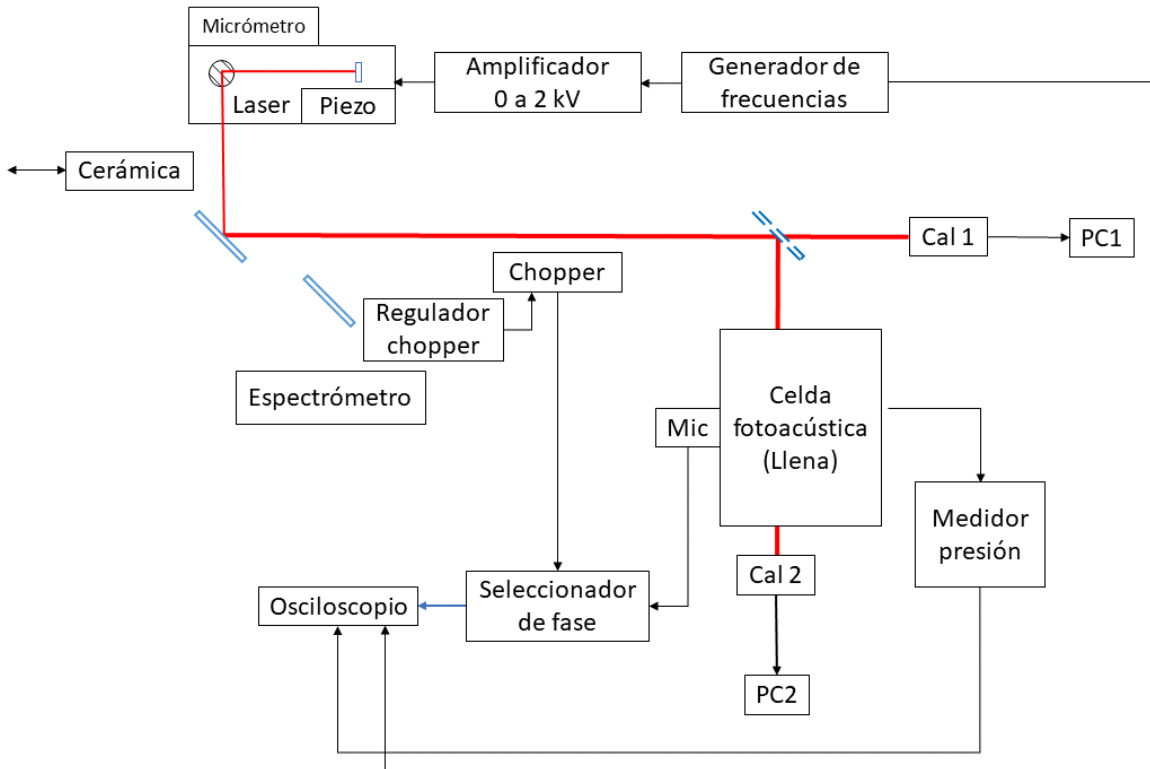 Micrómetro
Laser
Piezo
Amplificador
0 a 2 kV
Generador de
frecuencias
Cerámica
Cal 1
PC1
Chopper
Regulador
chopper
Espectrómetro
Celda
fotoacústica
(Llena)
Mic
Medidor
presión
Cal 2
Osciloscopio
Seleccionador
de fase
PC2